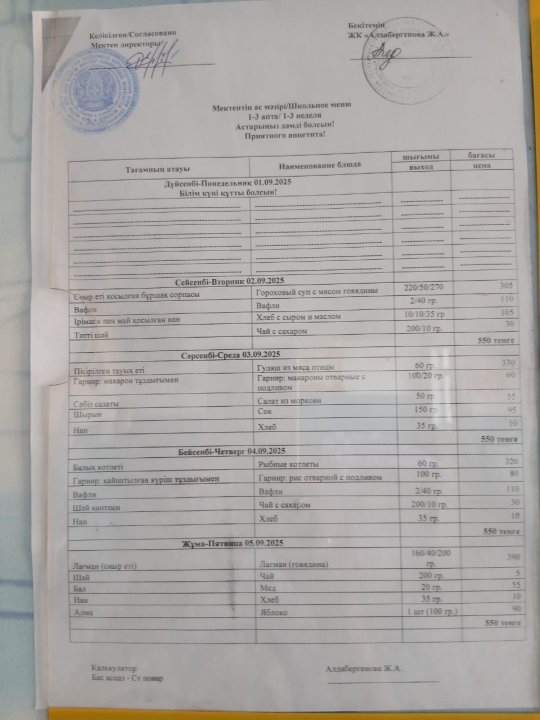 Келісілген/Согласовано
Мектеп директоры
Бекітемін
ЖК «Алдабергенова Ж.А.»
Мектептің ас мәзірі/Школьное меню
1-3 апта/ 1-3 неделя
Астарыңыз дәмді болсын!
Приятного аппетита!
Тағамның атауы Наименование блюда шығымы выход бағасы цена
Дүйсенбі-Понедельник 01.09.2025
Білім күні құтты болсын!
Сейсенбі-Вторник 02.09.2025
Сиыр еті қосылған бұршақ сорпасы Гороховый суп с мясом говядины 220/50/270 305
Вафли Вафли 2/40 гр. 110
Ірімшік пен май қосылған нан Хлеб с сыром и маслом 10/10/35 гр 105
Тәтті шай Чай с сахаром 200/10 гр. 30
550 тенге
Сәрсенбі-Среда 03.09.2025
Пісірілген тауық еті Гуляш из мяса птицы 60 гр. 330
Гарнир: макарон тұздығымен Гарнир: макароны отварные с подливом 100/20 гр. 60
Сәбіз салаты Салат из моркови 50 гр 55
Шырын Сок 150 гр. 95
Нан Хлеб 35 гр. 10
550 тенге
Бейсенбі-Четверг 04.09.2025
Балық котлеті Рыбные котлеты 60 гр. 320
Гарнир: қайнатылған күріш тұздығымен Гарнир: рис отварной с подливом 100 гр. 80
Вафли Вафли 2/40 гр. 110
Шәй қантпен Чай с сахаром 200/10 гр. 30
Нан Хлеб 35 гр. 10
550 тенге
Жұма-Пятница 05.09.2025
Лағман (сиыр еті) Лагман (говядина) 160/40/200 гр. 390
Шәй Чай 200 гр. 5
Бал Мед 20 гр. 55
Нан Хлеб 35 гр. 10
Алма Яблоко 1 шт (100 гр.) 90
550 тенге
Калькулятор
Бас аспаз - Ст повар
Алдабергенова Ж.А.